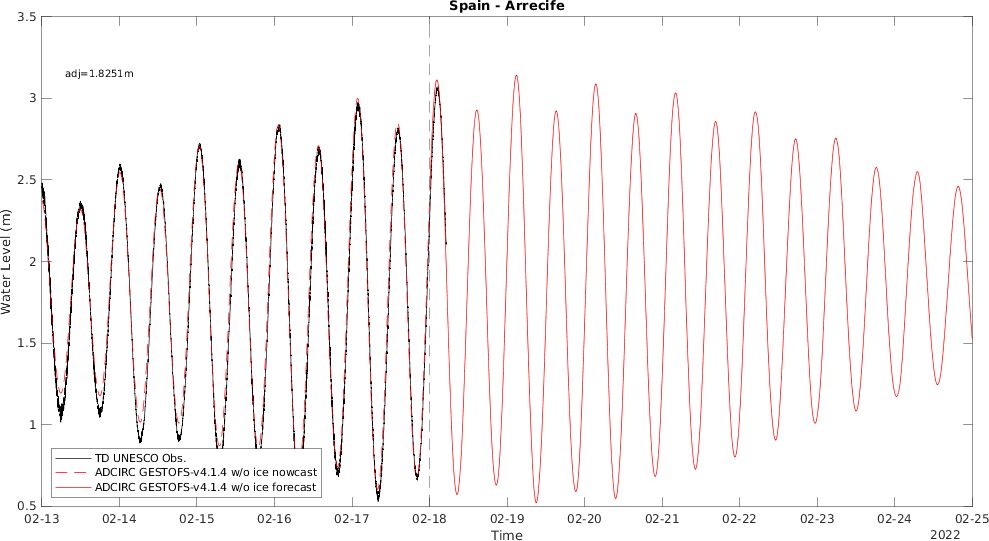 Spain - Arrecife
3.5
adj=1.8251m
3
2.5
2
1.5
1
0.5
Water Level (m)
TD UNESCO Obs.
ADCIRC GESTOFS-v4.1.4 w/o ice nowcast
ADCIRC GESTOFS-v4.1.4 w/o ice forecast
02-13 02-14 02-15 02-16 02-17 02-18 02-19 02-20 02-21 02-22 02-23 02-24 02-25
Time
2022